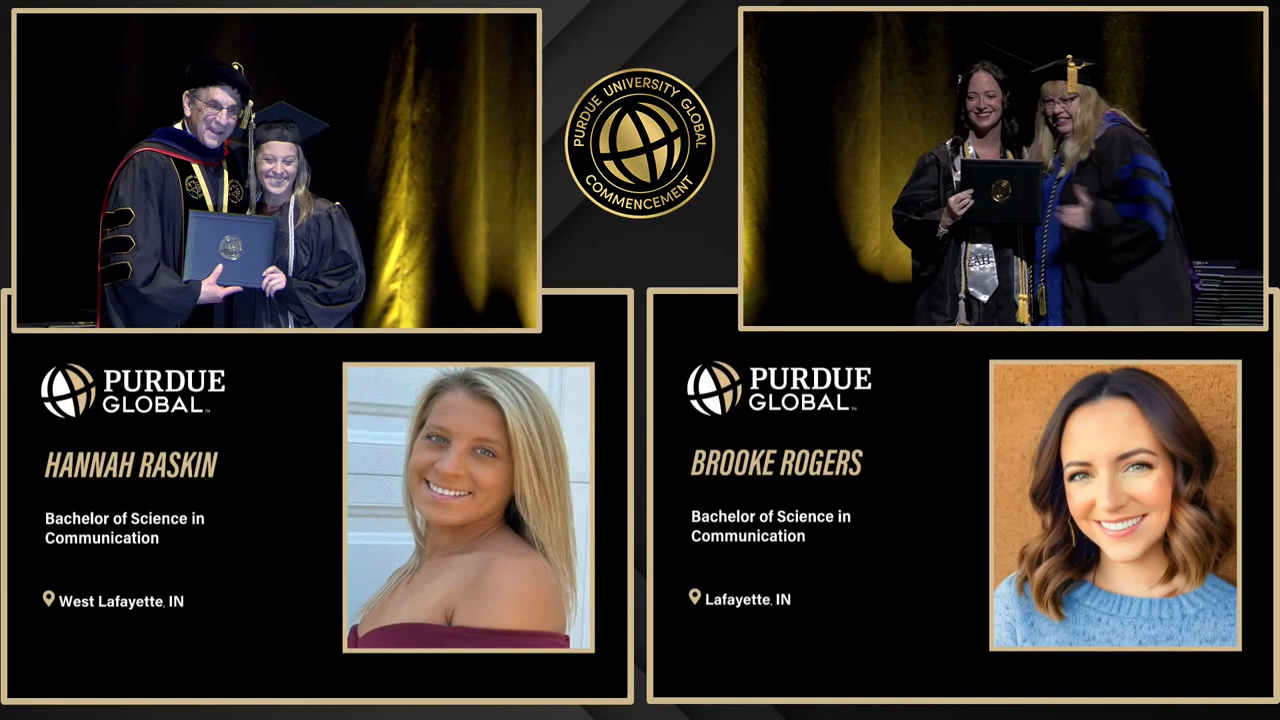 PURDUE UNIVERSITY GLOBAL
COMMENCEMENT
PURDUE
GLOBAL
HANNAH RASKIN
Bachelor of Science in
Communication
West Lafayette, IN
PURDUE
GLOBAL
BROOKE ROGERS
Bachelor of Science in
Communication
Lafayette, IN